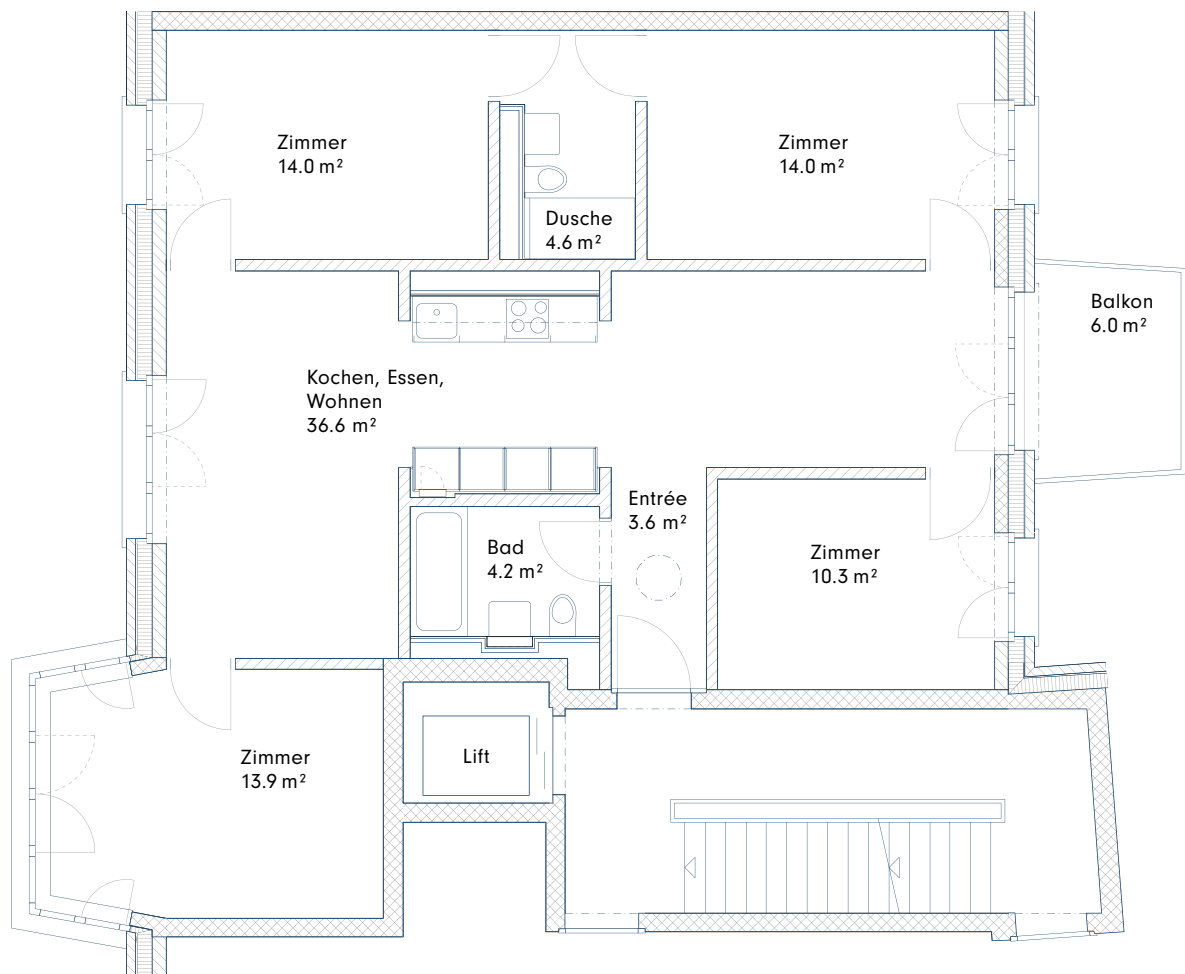 Zimmer
14.0 m²
Zimmer
14.0 m²
Dusche
4.6 m²
Balkon
6.0 m²
Kochen, Essen,
Wohnen
36.6 m²
Entrée
3.6 m²
Bad
4.2 m²
Zimmer
10.3 m²
Zimmer
13.9 m²
Lift